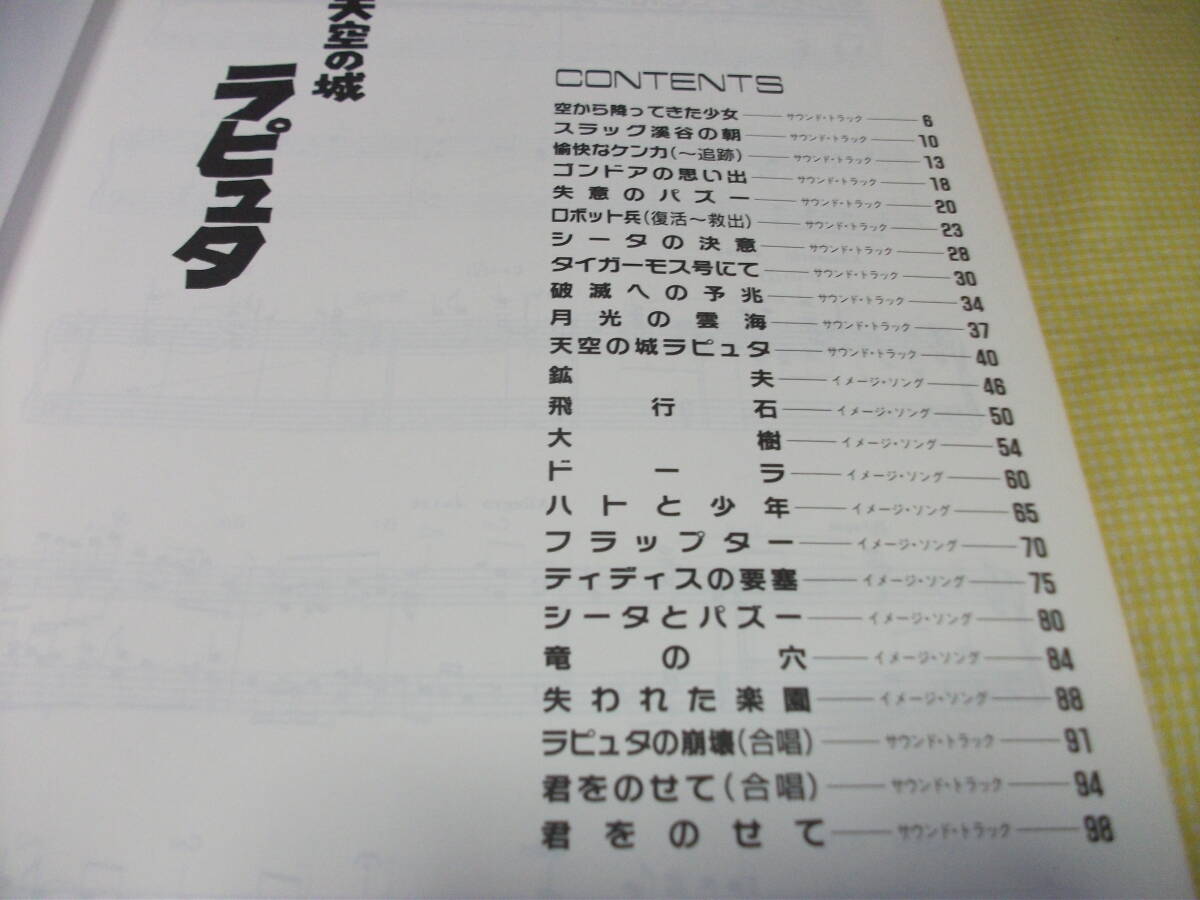 天空の城
ラピュタ
CONTENTS
空から降ってきた少女 サウンド・トラック 6
スラック溪谷の朝 サウンド・トラック 10
愉快なケンカ(〜追跡) サウンド・トラック 13
ゴンドアの思い出 サウンド・トラック 18
失意のパズー サウンド・トラック 20
ロボット兵(復活〜救出) サウンド・トラック 23
シータの決意 サウンド・トラック 28
タイガーモス号にて サウンド・トラック 30
破滅への予兆 サウンド・トラック 34
月光の雲海 サウンド・トラック 37
天空の城ラピュタ サウンド・トラック 40
鉱夫 イメージ・ソング 46
飛行石 イメージ・ソング 50
大樹 イメージ・ソング 54
ドーラ イメージ・ソング 60
ハトと少年 イメージ・ソング 65
フラップター イメージ・ソング 70
ティディスの要塞 イメージ・ソング 75
シータとパズー イメージ・ソング 80
竜の穴 イメージ・ソング 84
失われた楽園 イメージ・ソング 88
ラピュタの崩壊(合唱) サウンド・トラック 91
君をのせて(合唱) サウンド・トラック 94
君をのせて サウンド・トラック 98